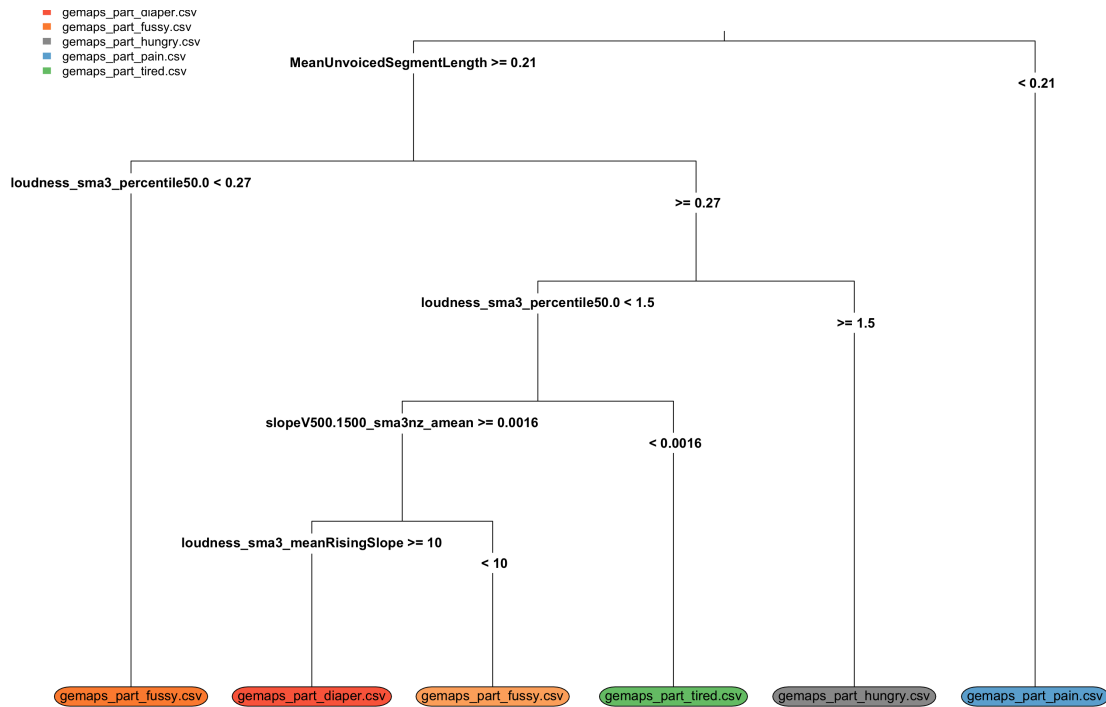 gemaps_part_diaper.csv
gemaps_part_fussy.csv
gemaps_part_hungry.csv
gemaps_part_pain.csv
gemaps_part_tired.csv
MeanUnvoicedSegmentLength >= 0.21
< 0.21
loudness_sma3_percentile50.0 < 0.27
>= 0.27
loudness_sma3_percentile50.0 < 1.5
>= 1.5
slopeV500.1500_sma3nz_amean >= 0.0016
< 0.0016
loudness_sma3_meanRisingSlope >= 10
< 10
gemaps_part_fussy.csv gemaps_part_diaper.csv gemaps_part_fussy.csv gemaps_part_tired.csv gemaps_part_hungry.csv gemaps_part_pain.csv